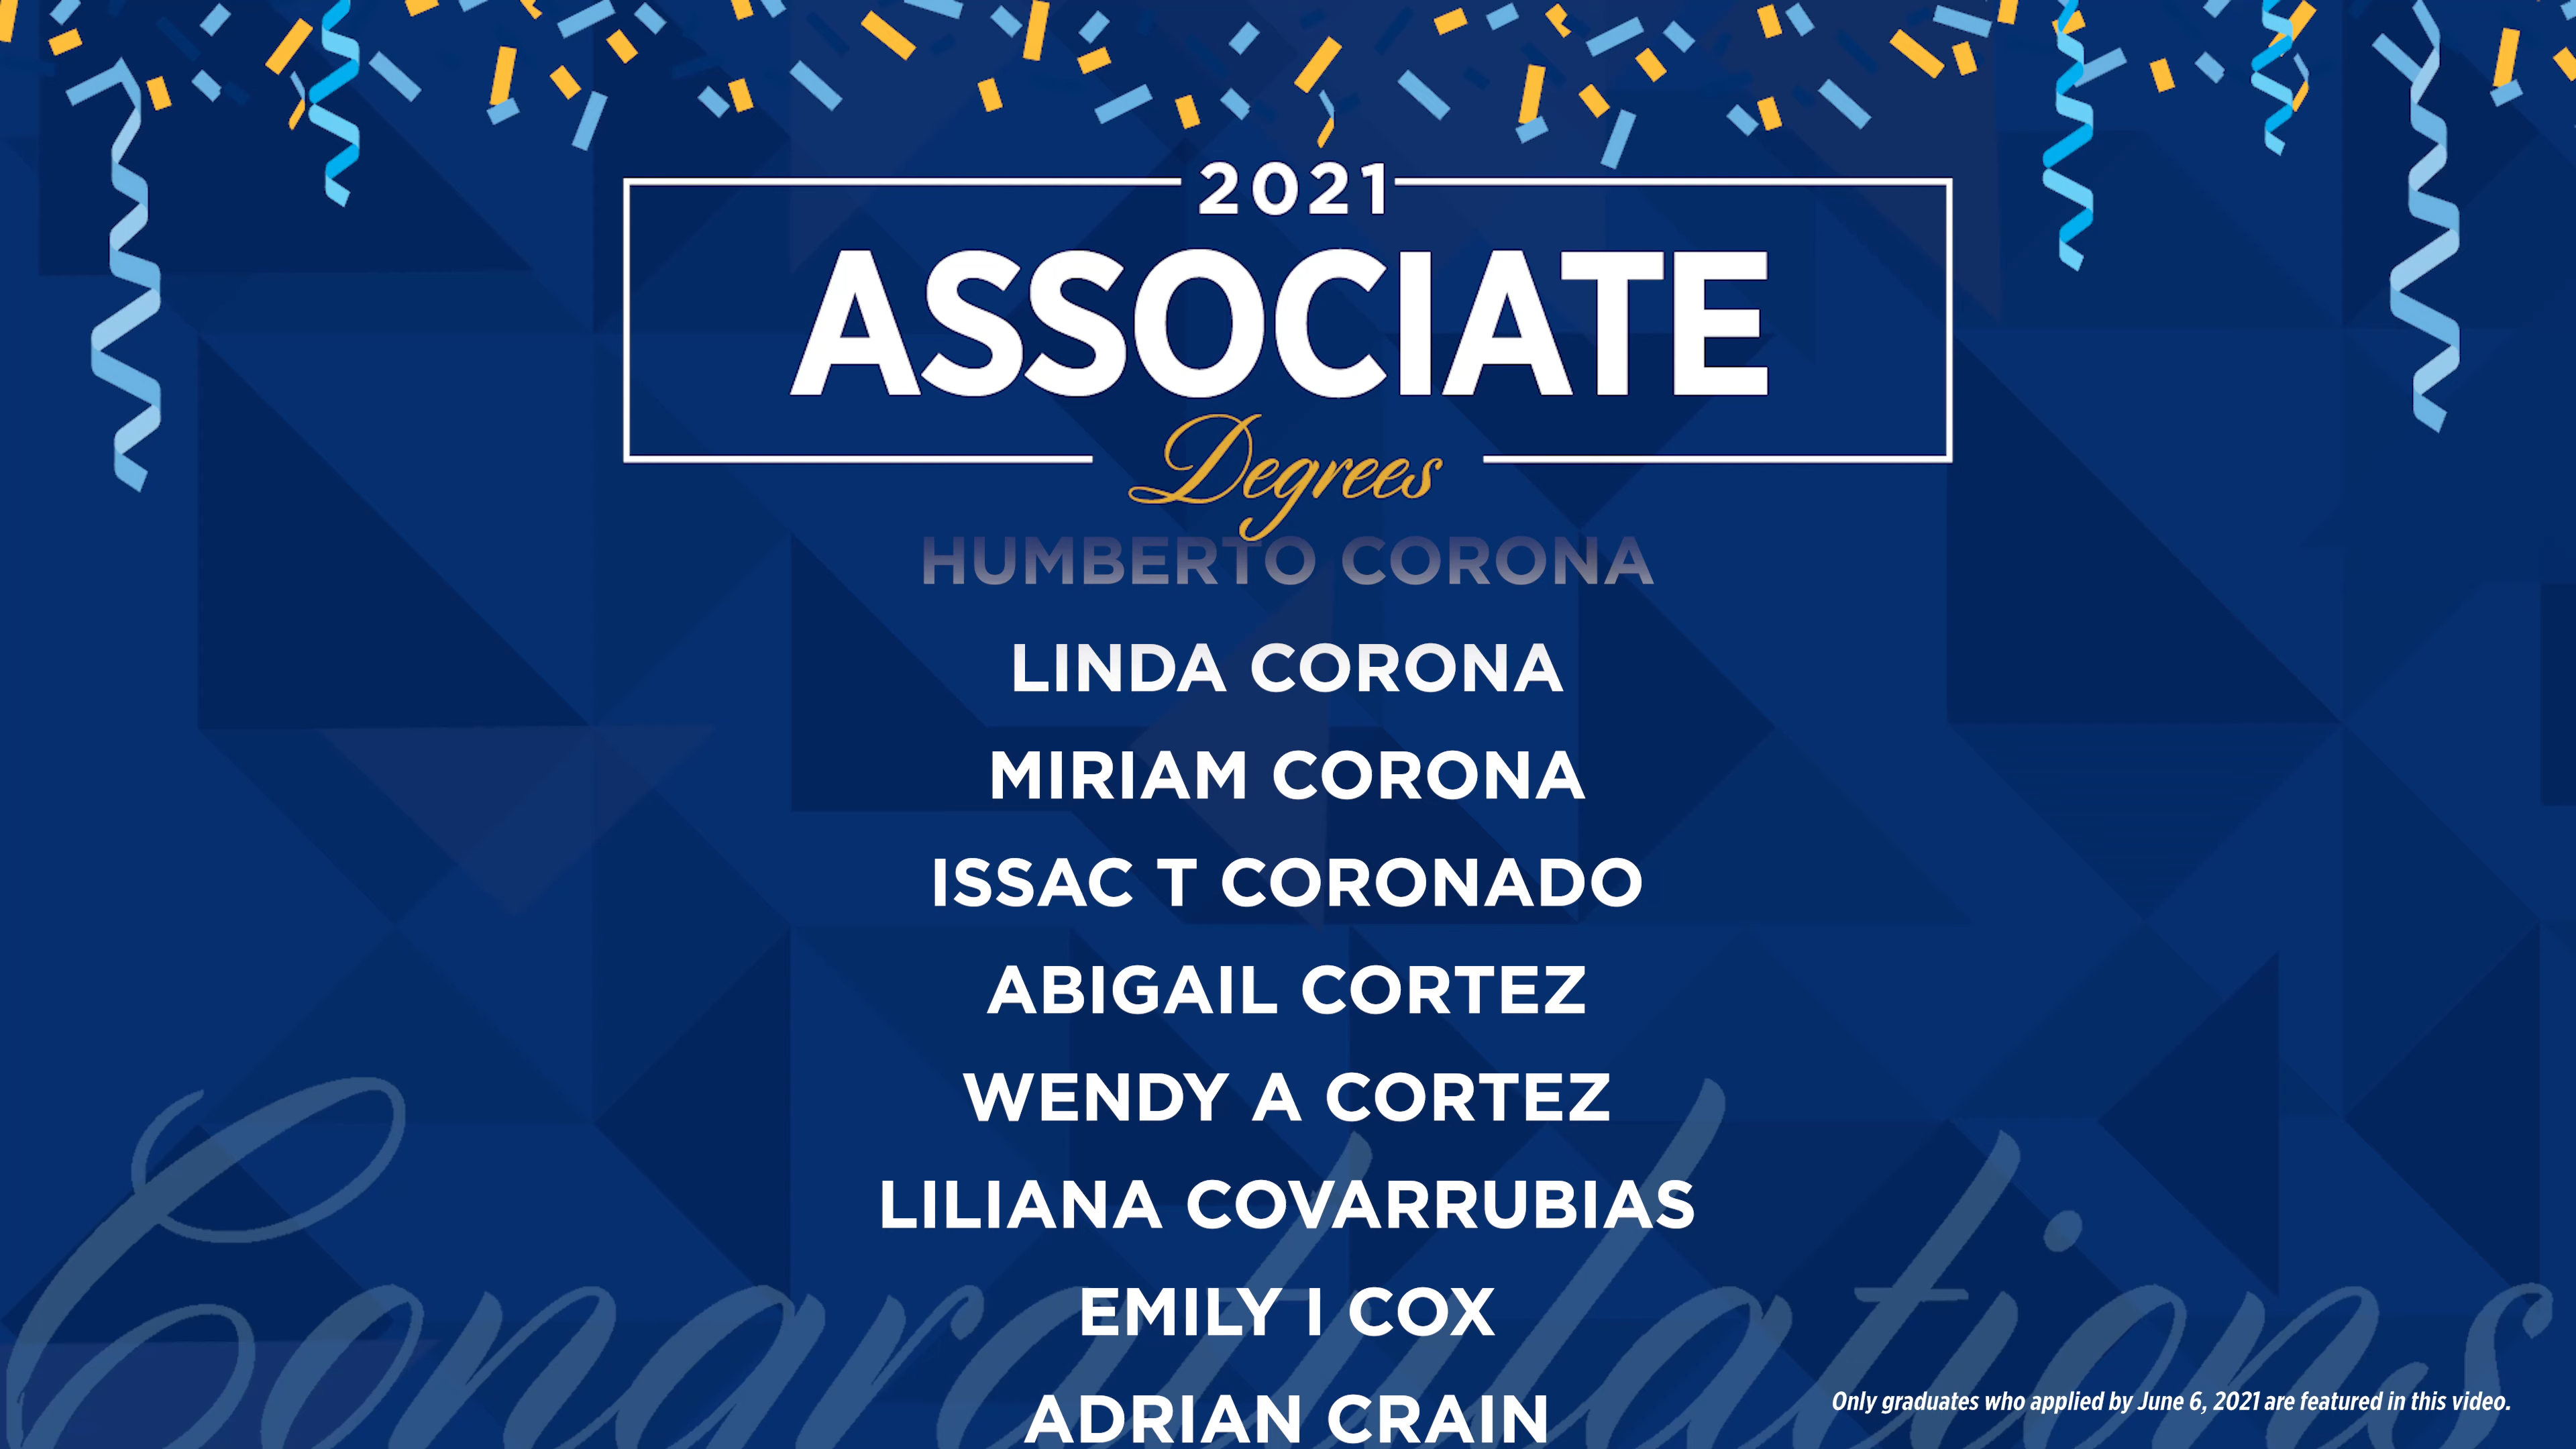 2021
ASSOCIATE
Degrees
HUMBERTO CORONA
LINDA CORONA
MIRIAM CORONA
ISSAC T CORONADO
ABIGAIL CORTEZ
WENDY A CORTEZ
LILIANA COVARRUBIAS
EMILY I COX
ADRIAN CRAIN
Congratulations
Only graduates who applied by June 6, 2021 are featured in this video.